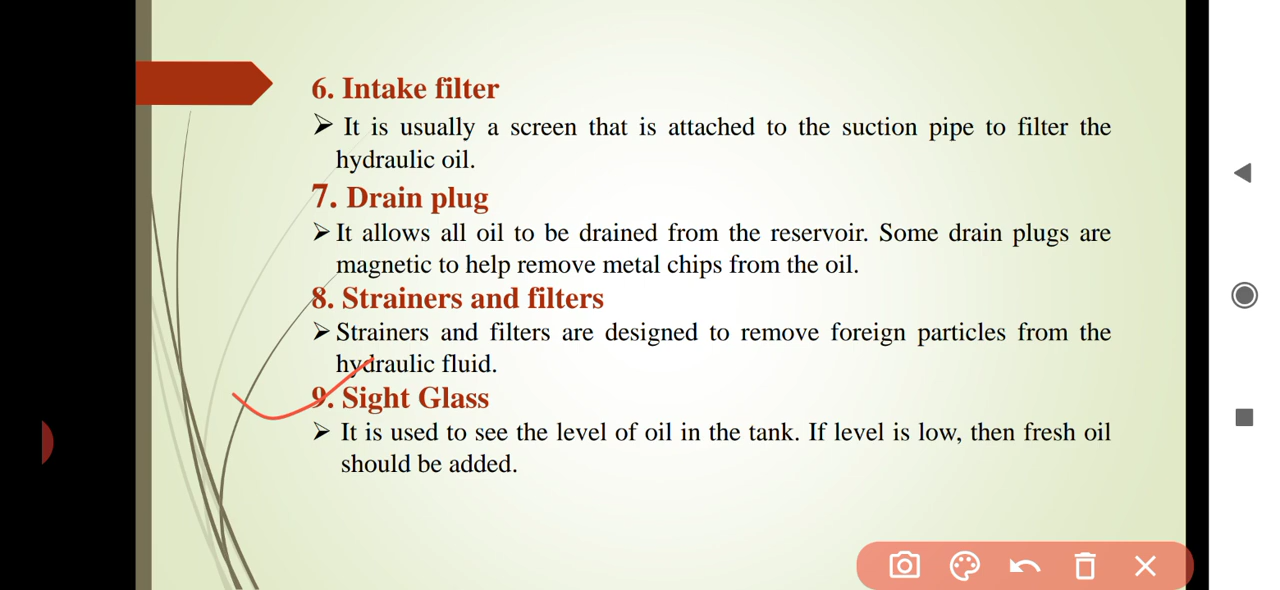 6. Intake filter
➢ It is usually a screen that is attached to the suction pipe to filter the
hydraulic oil.
7. Drain plug
➢ It allows all oil to be drained from the reservoir. Some drain plugs are
magnetic to help remove metal chips from the oil.
8. Strainers and filters
➢ Strainers and filters are designed to remove foreign particles from the
hydraulic fluid.
9. Sight Glass
➢ It is used to see the level of oil in the tank. If level is low, then fresh oil
should be added.